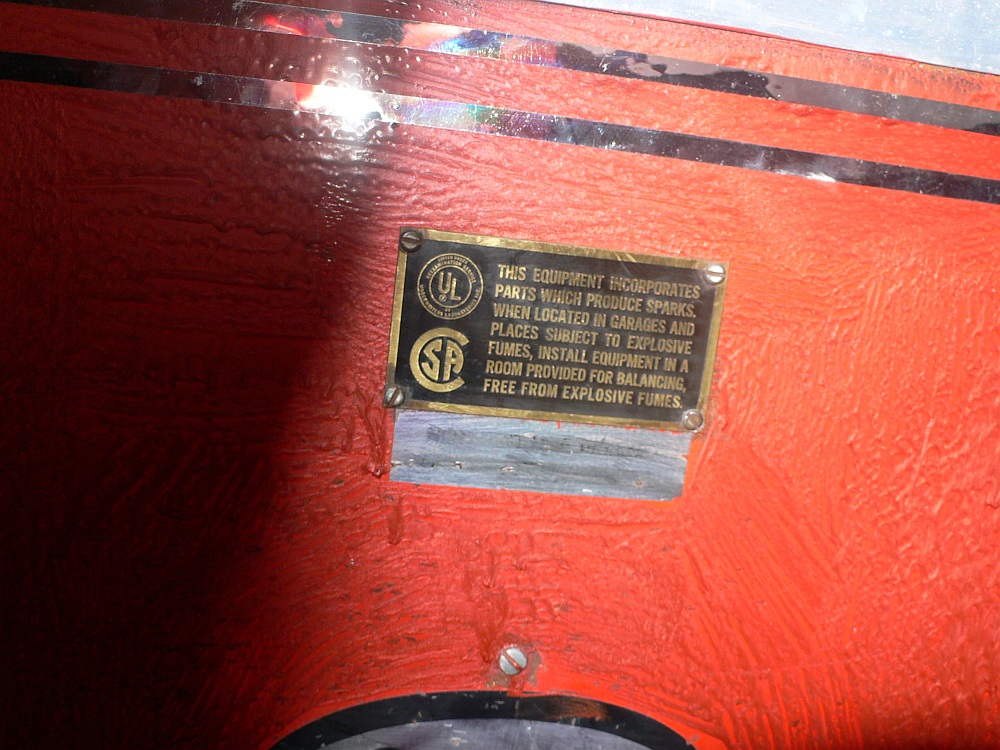 UL
SA
THIS EQUIPMENT INCORPORATES
PARTS WHICH PRODUCE SPARKS.
WHEN LOCATED IN GARAGES AND
PLACES SUBJECT TO EXPLOSIVE
FUMES, INSTALL EQUIPMENT IN A
ROOM PROVIDED FOR BALANCING,
FREE FROM EXPLOSIVE FUMES.